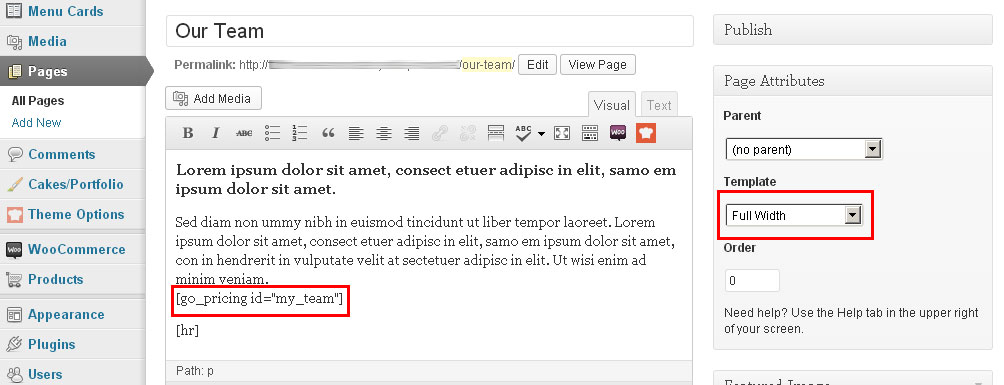 Menu Cards
Media
Pages
All Pages
Add New
Comments
Cakes/Portfolio
Theme Options
WooCommerce
Products
Appearance
Plugins
Users
Our Team
Permalink: http:// /our-team/ Edit View Page
Add Media
Visual Text
B I ABC ABC Woo
Lorem ipsum dolor sit amet, consect etuer adipisc in elit, samo em
ipsum dolor sit amet.
Sed diam non ummy nibh in euismod tincidunt ut liber tempor laoreet. Lorem
ipsum dolor sit amet, consect etuer adipisc in elit, samo em ipsum dolor sit amet,
con in hendrerit in vulputate velit at sectetuer adipisc in elit. Ut wisi enim ad
minim veniam.
[go_pricing id="my_team"]
[hr]
Path: p
Publish
Page Attributes
Parent
(no parent)
Template
Full Width
Order
0
Need help? Use the Help tab in the upper right
of your screen.
Featured Image